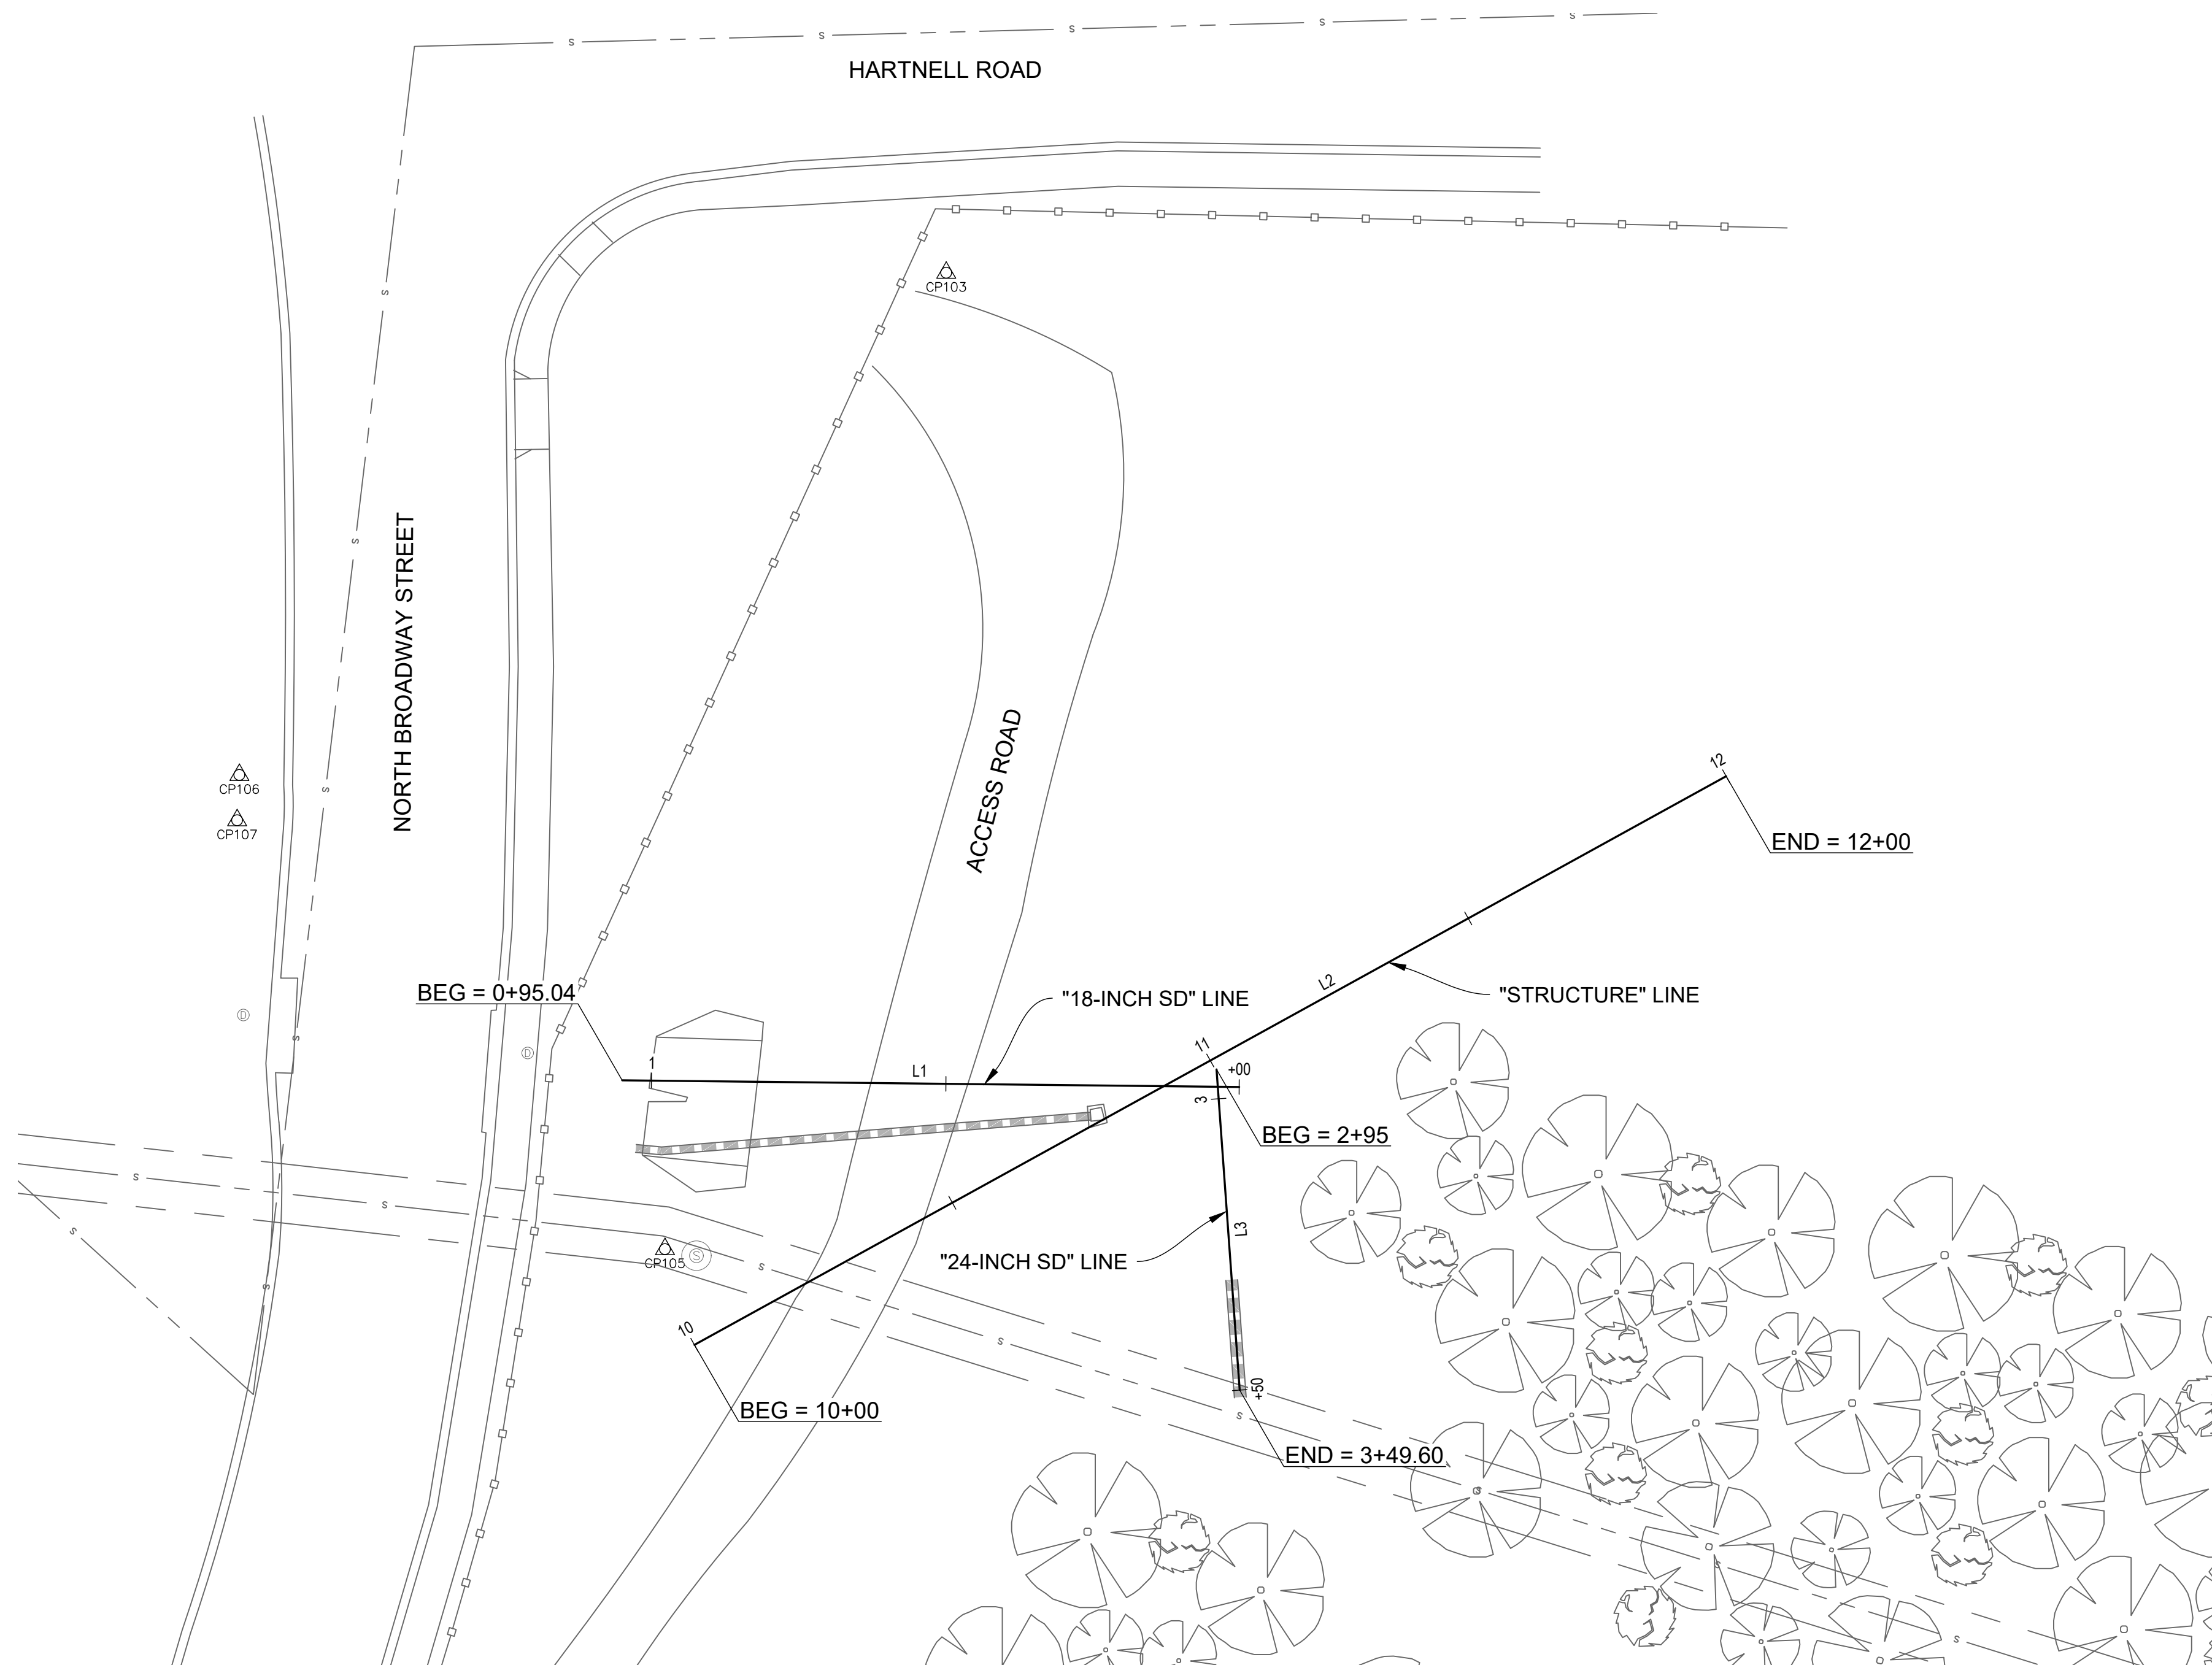 S S S S S
HARTNELL ROAD
CP103
S
S
NORTH BROADWAY STREET
ACCESS ROAD
CP106
S
CP107
12
END = 12+00
L2
BEG = 0+95.04
"18-INCH SD" LINE
"STRUCTURE" LINE
D
D
S
1
L1
11
+00
3
BEG = 2+95
S
S
S
L3
S
CP105
S
"24-INCH SD" LINE
S
10
S
+50
BEG = 10+00
S
END = 3+49.60
S
S
S